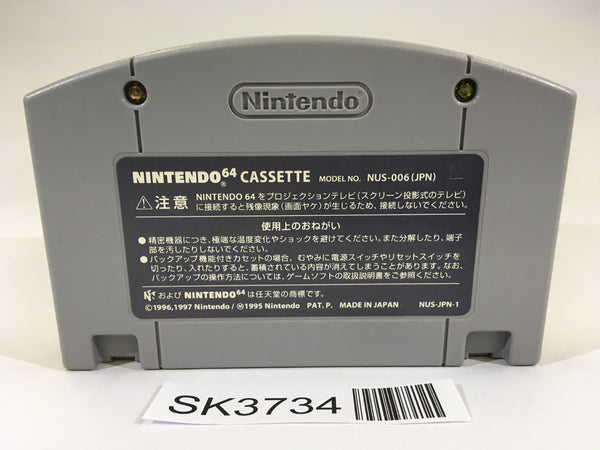 Nintendo
NINTENDO64 CASSETTE MODEL NO. NUS-006(JPN)
⚠注意 NINTENDO 64 をプロジェクションテレビ(スクリーン投影式のテレビ)
に接続すると残像現象(画面ヤケ)が生じるため、接続しないでください。
使用上のおねがい
●精密機器につき、極端な温度変化やショックを避けてください。また分解したり、端子
部を汚したりしないでください。
●バックアップ機能付きカセットの場合、むやみに電源スイッチやリセットスイッチを
切ったり、入れたりすると、蓄積されている内容が消えてしまうことがあります。なお、
バックアップの操作方法については、ゲームソフトの取扱説明書をご参照ください。
および NINTENDO64 は任天堂の商標です。
©1996,1997 Nintendo / Ⓜ1995 Nintendo PAT. P. MADE IN JAPAN NUS-JPN-1
SK3734